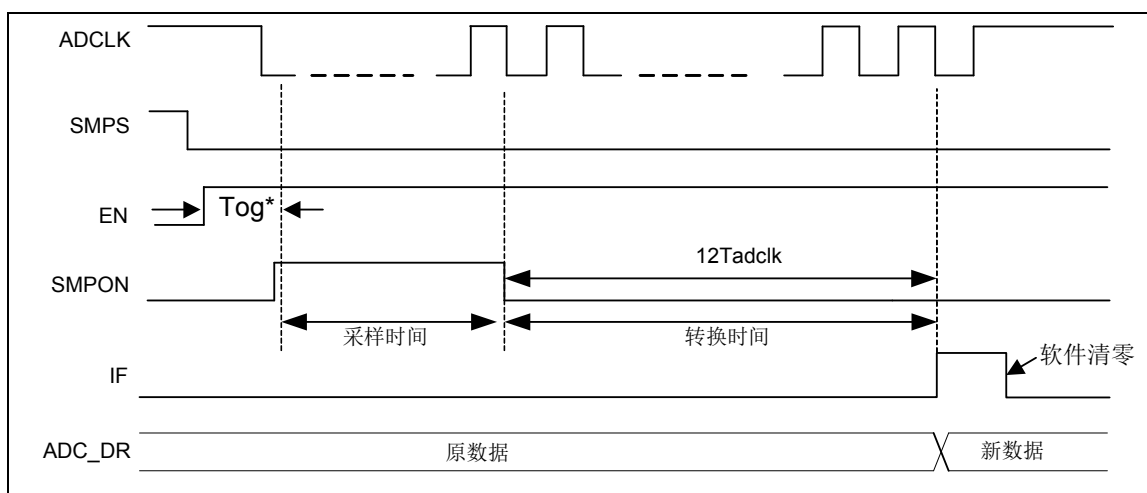 ADCLK
SMPS
EN
Tog*
SMPON
12Tadclk
采样时间
转换时间
IF
软件清零
ADC_DR
原数据
新数据